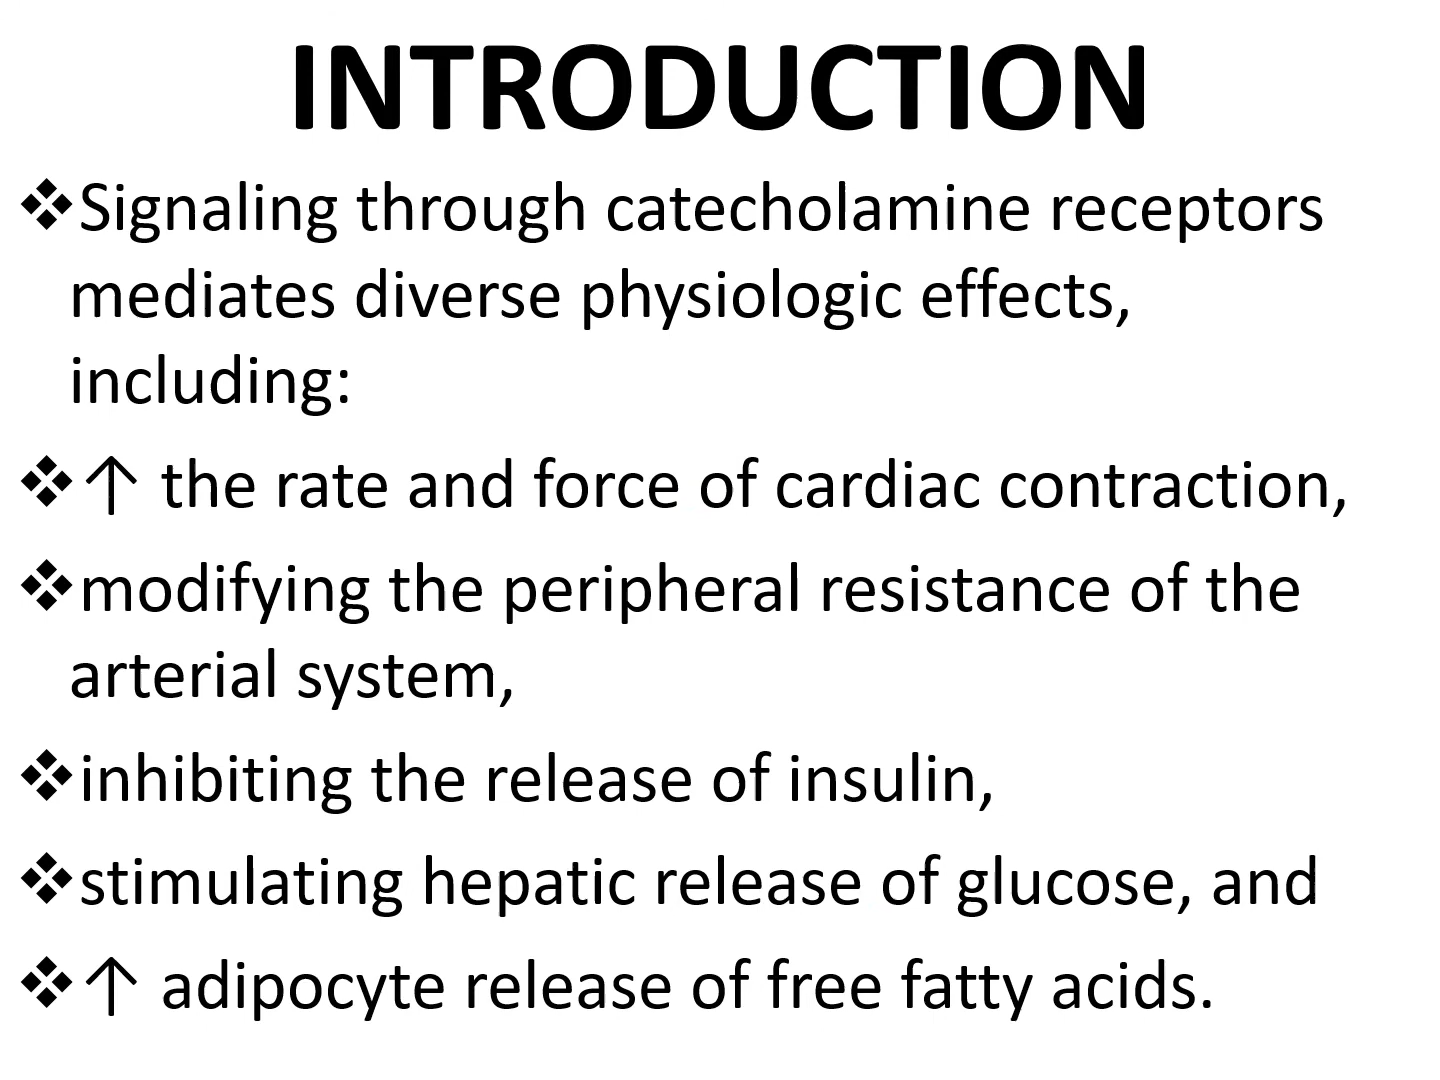 INTRODUCTION
❖Signaling through catecholamine receptors
mediates diverse physiologic effects,
including:
❖↑ the rate and force of cardiac contraction,
❖modifying the peripheral resistance of the
arterial system,
❖inhibiting the release of insulin,
❖stimulating hepatic release of glucose, and
❖↑ adipocyte release of free fatty acids.